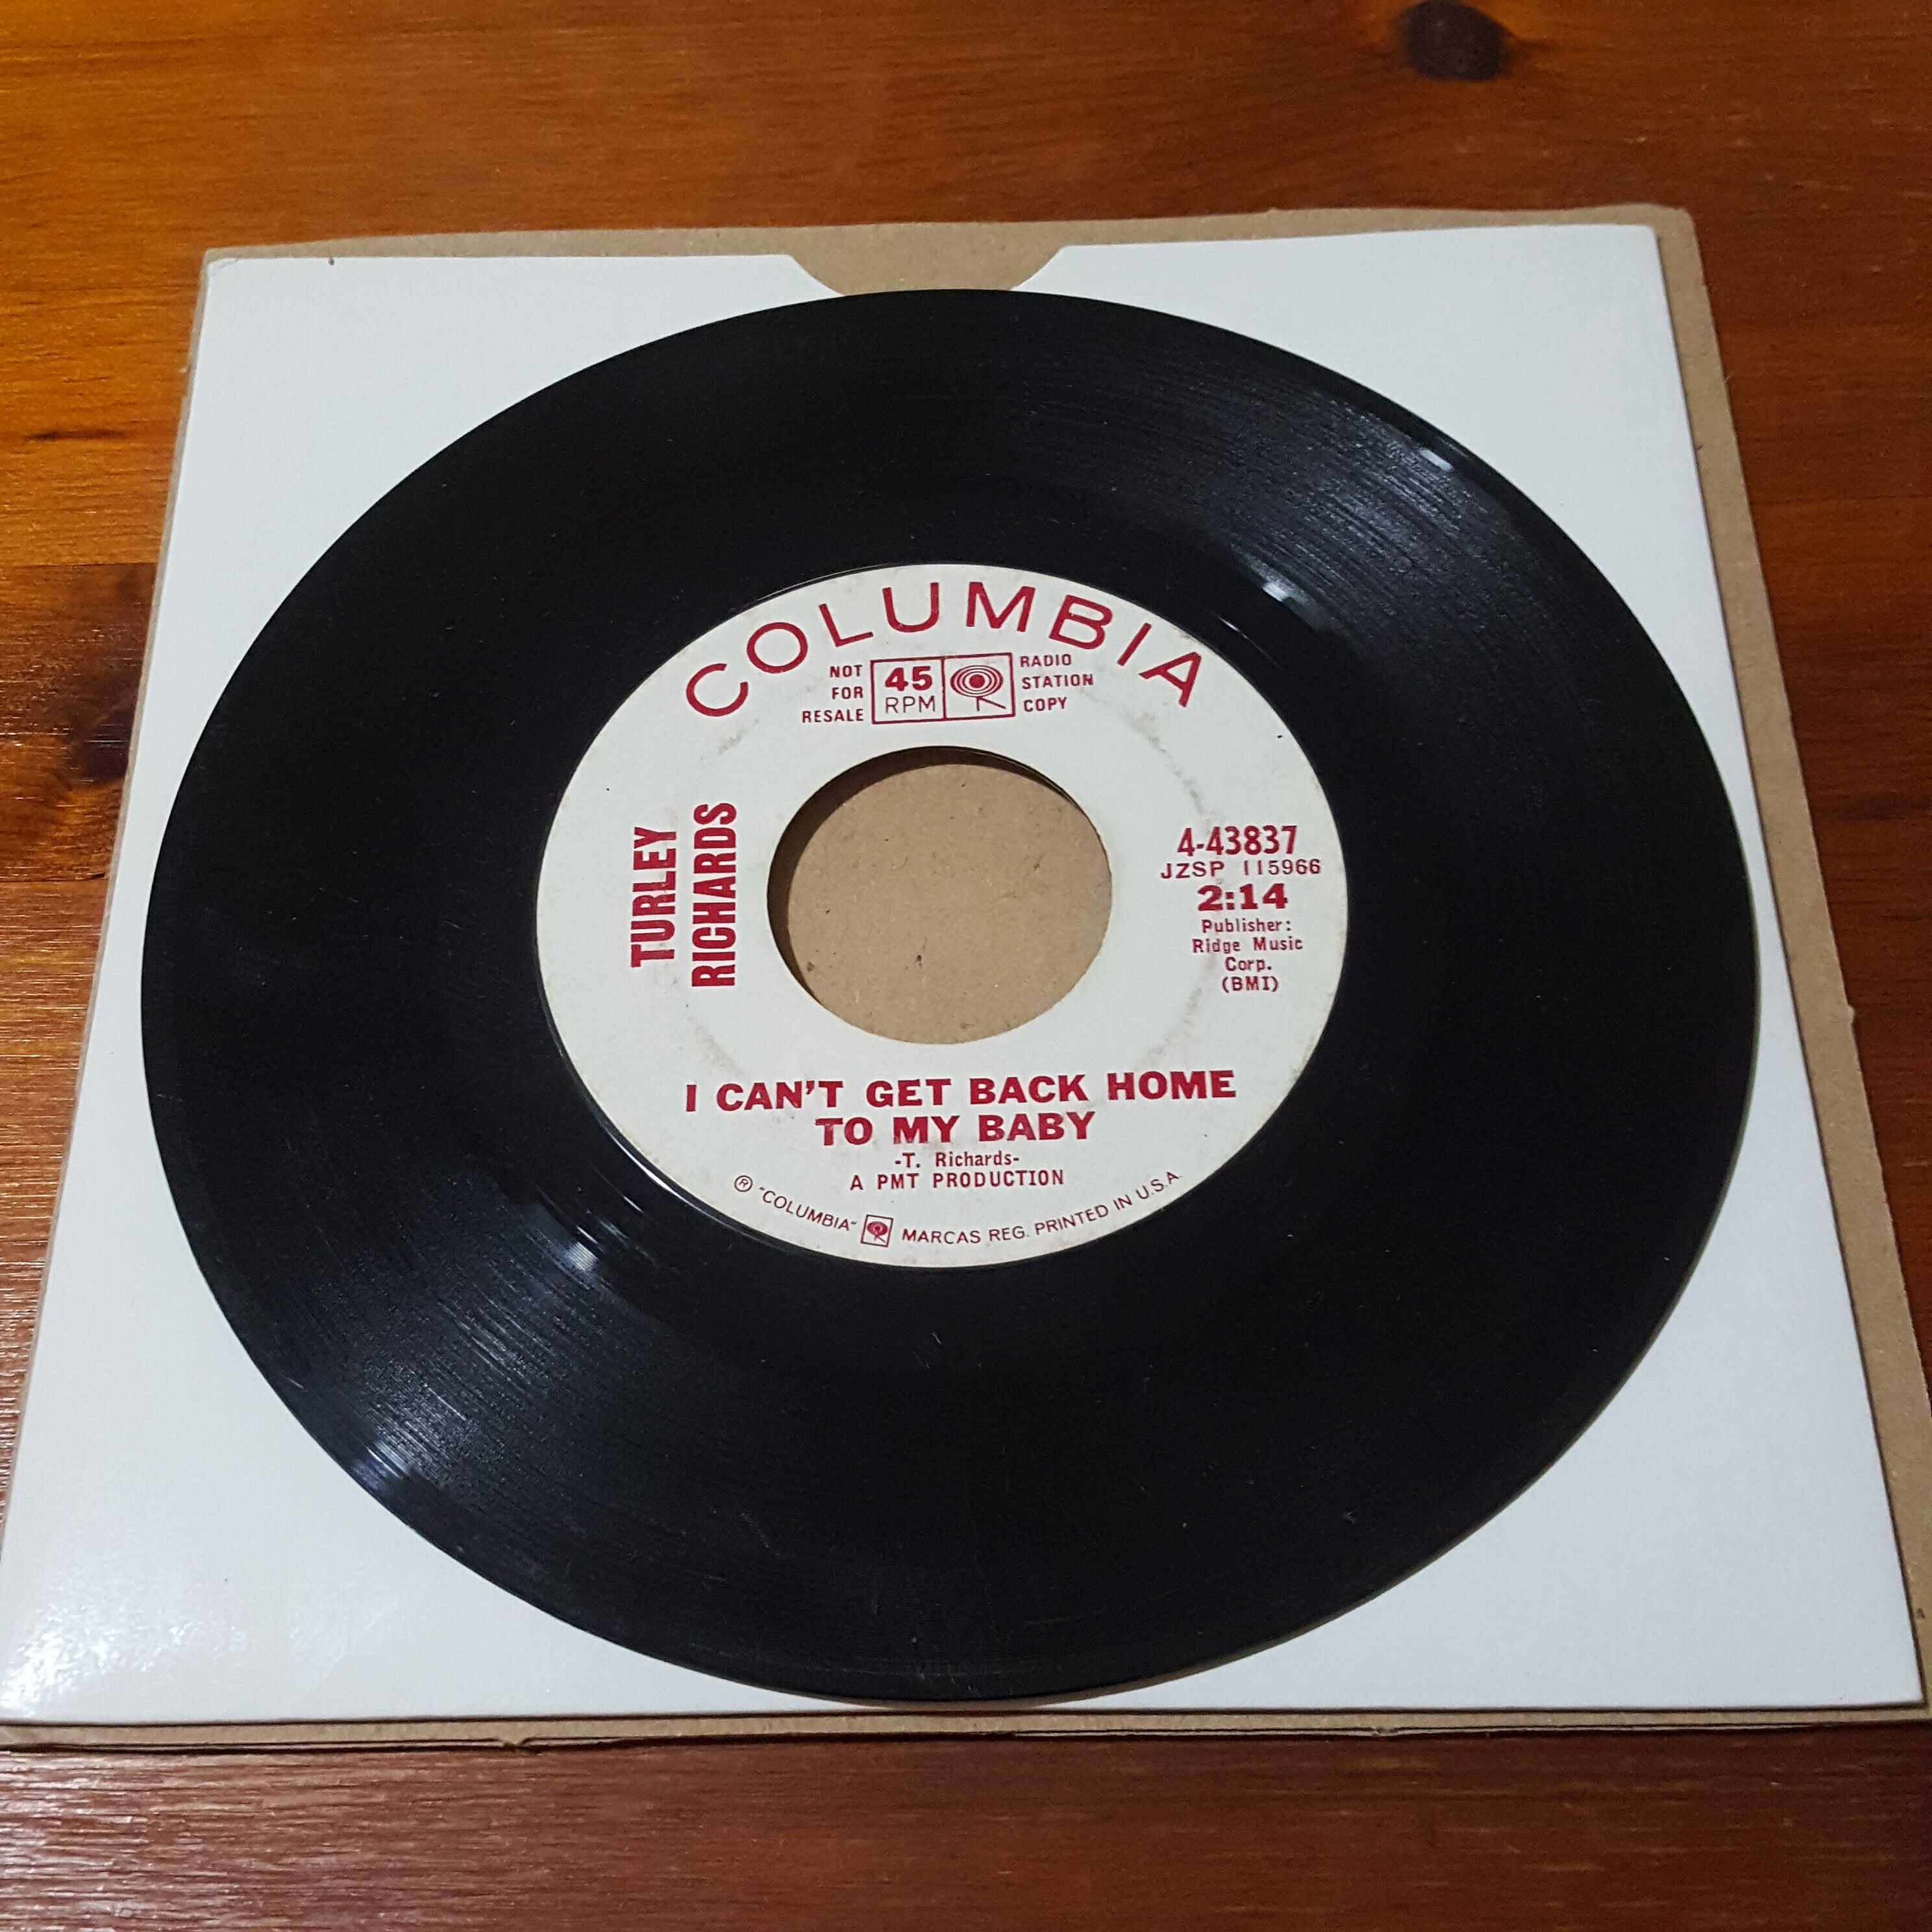 COLUMBIA
NOT
FOR
RESALE
45
RPM
RADIO
STATION
COPY
TURLEY
RICHARDS
4-43837
JZSP 115966
2:14
Publisher:
Ridge Music
Corp.
(BMI)
I CAN'T GET BACK HOME
TO MY BABY
-T. Richards-
A PMT PRODUCTION
® "COLUMBIA" MARCAS REG. PRINTED IN U.S.A.